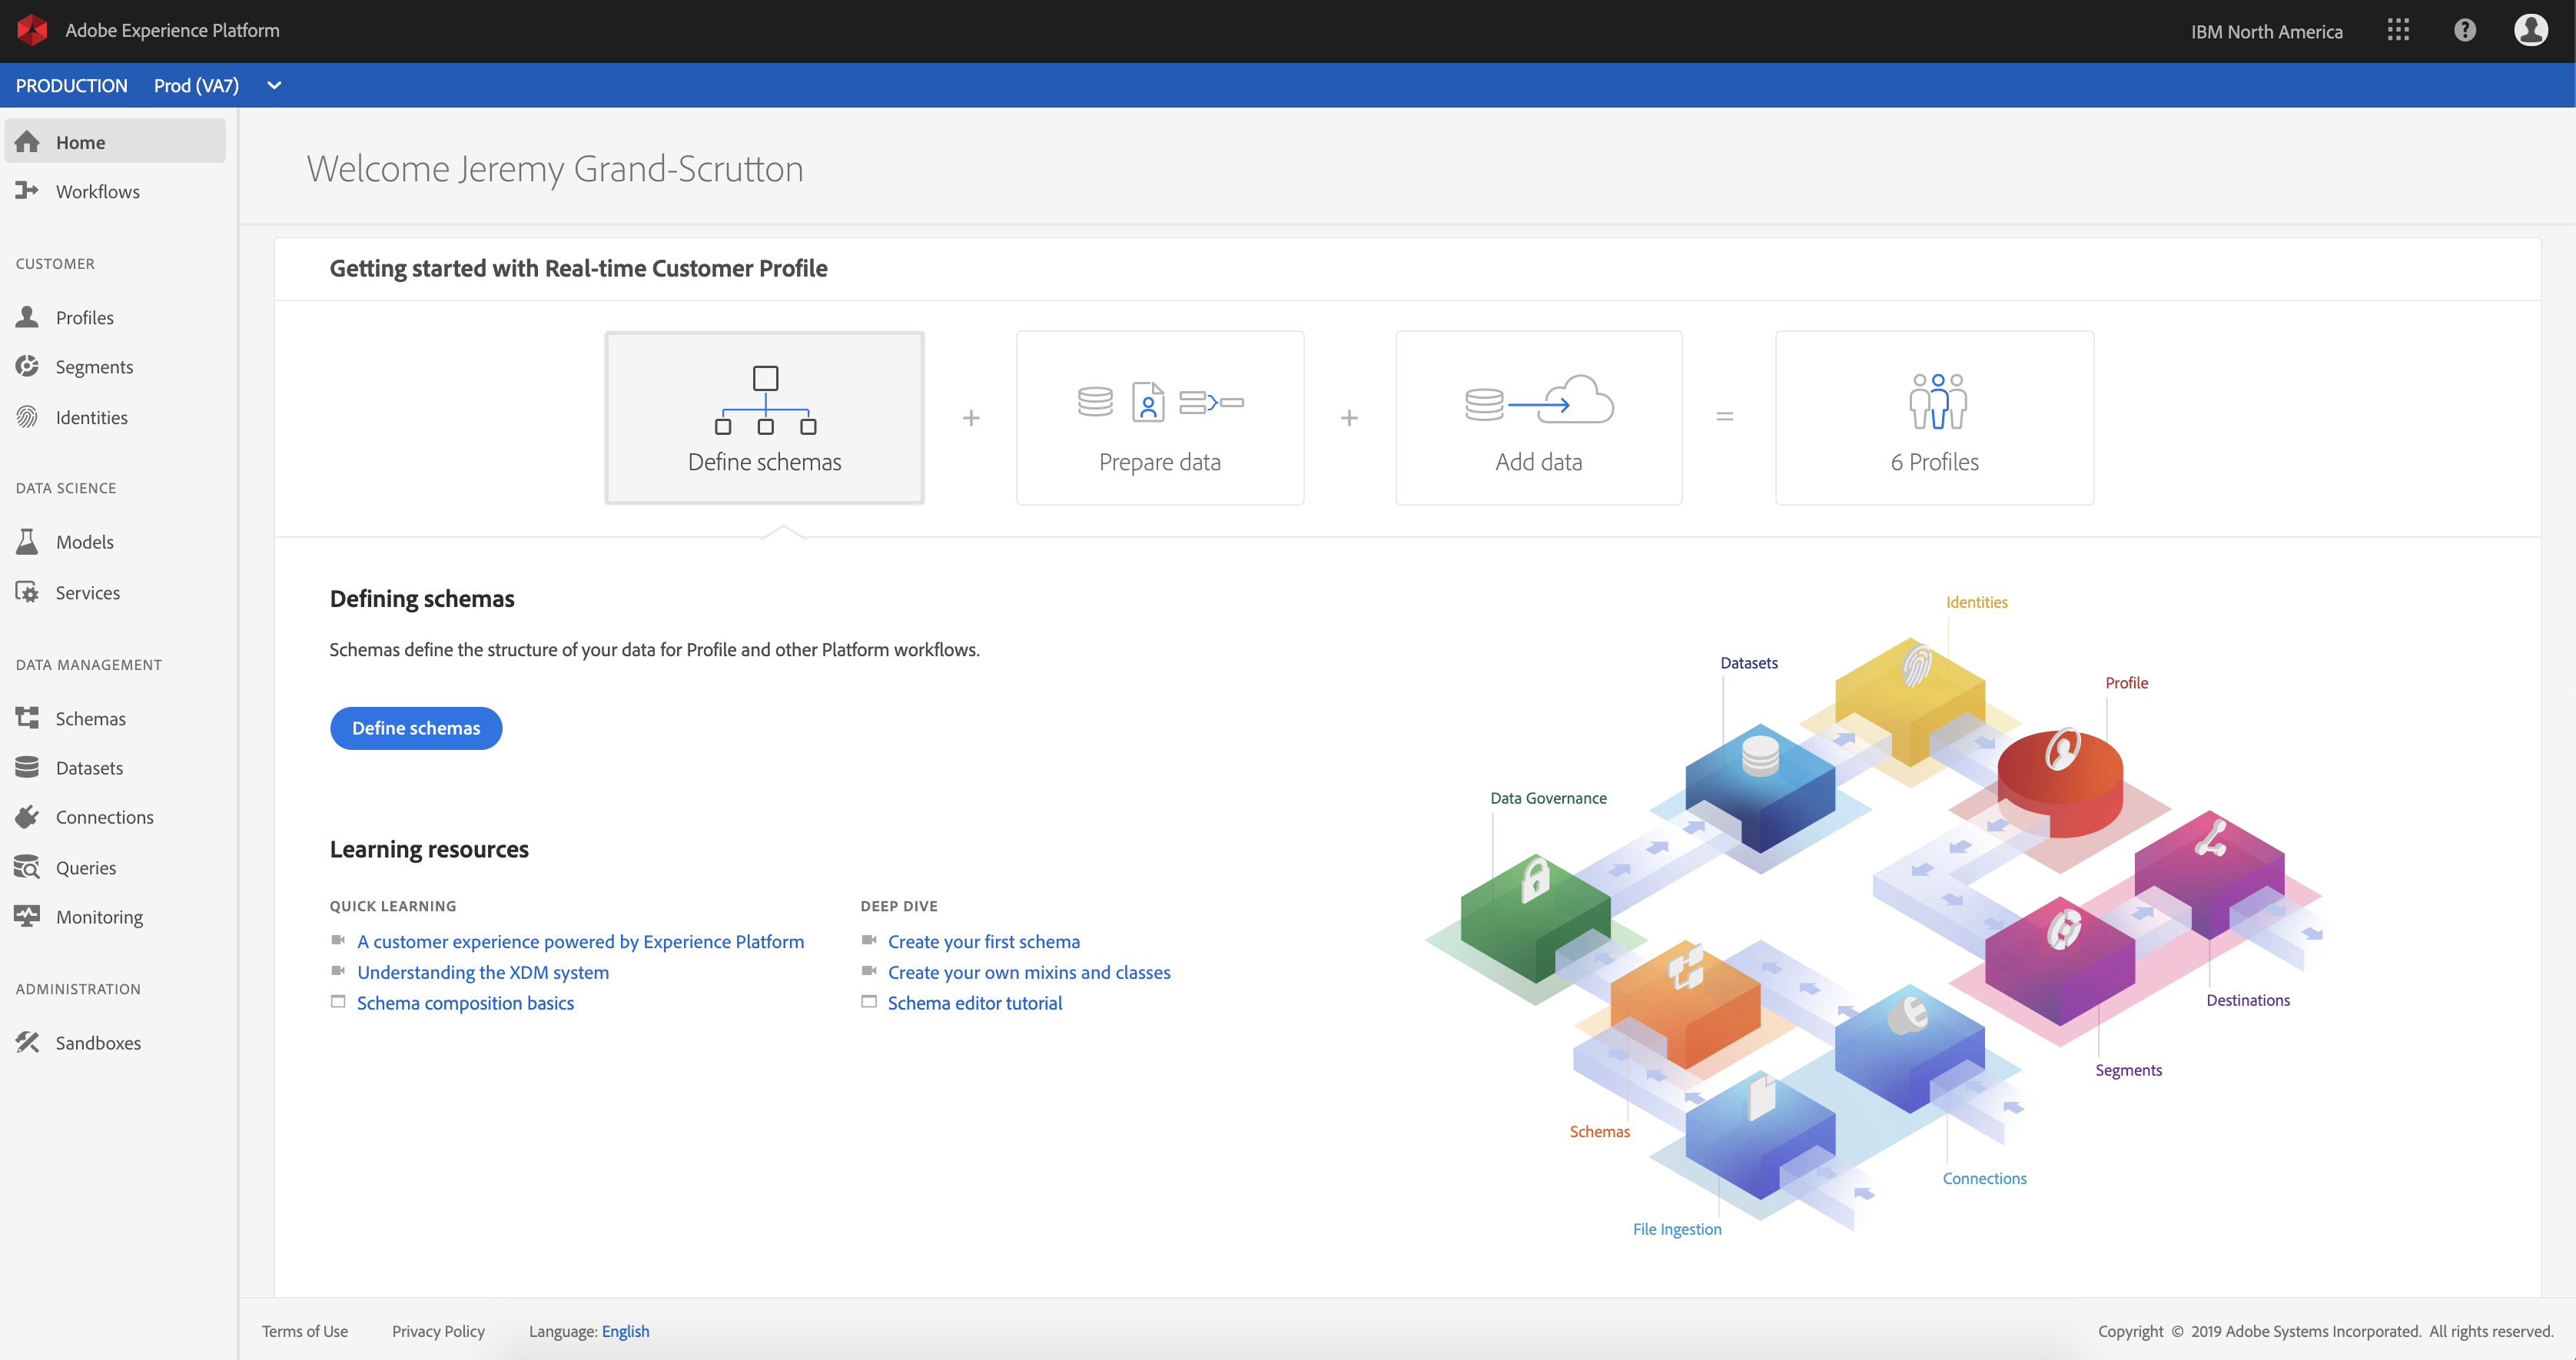 Adobe Experience Platform
IBM North America
PRODUCTION Prod (VA7)
Home
Workflows
CUSTOMER
Profiles
Segments
Identities
DATA SCIENCE
Models
Services
DATA MANAGEMENT
Schemas
Datasets
Connections
Queries
Monitoring
ADMINISTRATION
Sandboxes
Welcome Jeremy Grand-Scrutton
Getting started with Real-time Customer Profile
Define schemas
+
Prepare data
+
Add data
=
6 Profiles
Defining schemas
Schemas define the structure of your data for Profile and other Platform workflows.
Define schemas
Learning resources
QUICK LEARNING
A customer experience powered by Experience Platform
Understanding the XDM system
Schema composition basics
DEEP DIVE
Create your first schema
Create your own mixins and classes
Schema editor tutorial
Identities
Datasets
Profile
Data Governance
Destinations
Segments
Schemas
Connections
File Ingestion
Terms of Use Privacy Policy Language: English
Copyright © 2019 Adobe Systems Incorporated. All rights reserved.